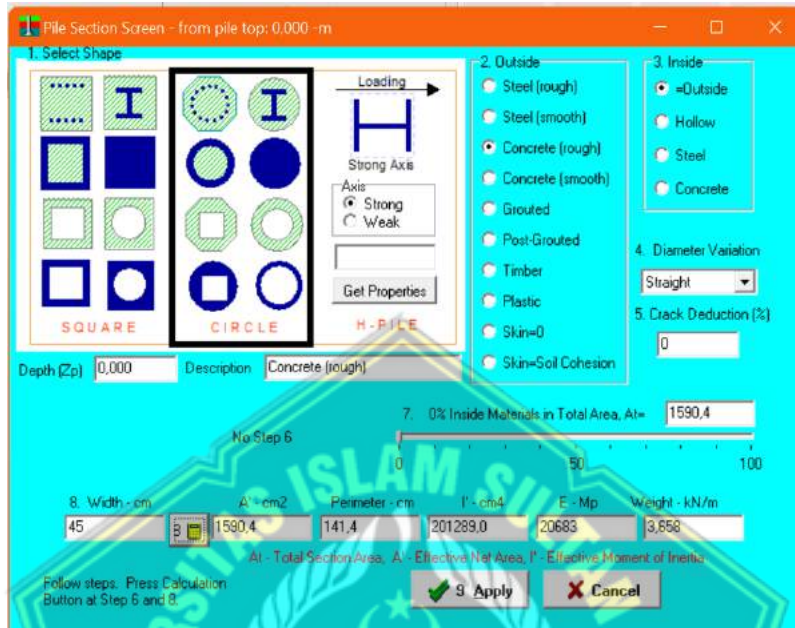 Pile Section Screen - from pile top: 0,000 -m
1. Select Shape
Loading
Strong Axis
Axis
Strong
Weak
Get Properties
SQUARE
CIRCLE
H-PILE
2. Outside
Steel (rough)
Steel (smooth)
Concrete (rough)
Concrete (smooth)
Grouted
Post-Grouted
Timber
Plastic
Skin=0
Skin=Soil Cohesion
3. Inside
=Outside
Hollow
Steel
Concrete
4. Diameter Variation
Straight
5. Crack Deduction (%)
0
Depth (Zp) 0,000 Description Concrete (rough)
7. 0% Inside Materials in Total Area, At= 1590,4
No Step 6
0 50 100
8. Width - cm A' - cm2 Perimeter - cm I' - cm4 E - Mp Weight - kN/m
45 8 1590,4 141,4 201289,0 20683 3,658
At - Total Section Area, A' - Effective Net Area, I' - Effective Moment of Inertia
Follow steps. Press Calculation
Button at Step 6 and 8.
9 Apply
Cancel
ISLAM SULTAN